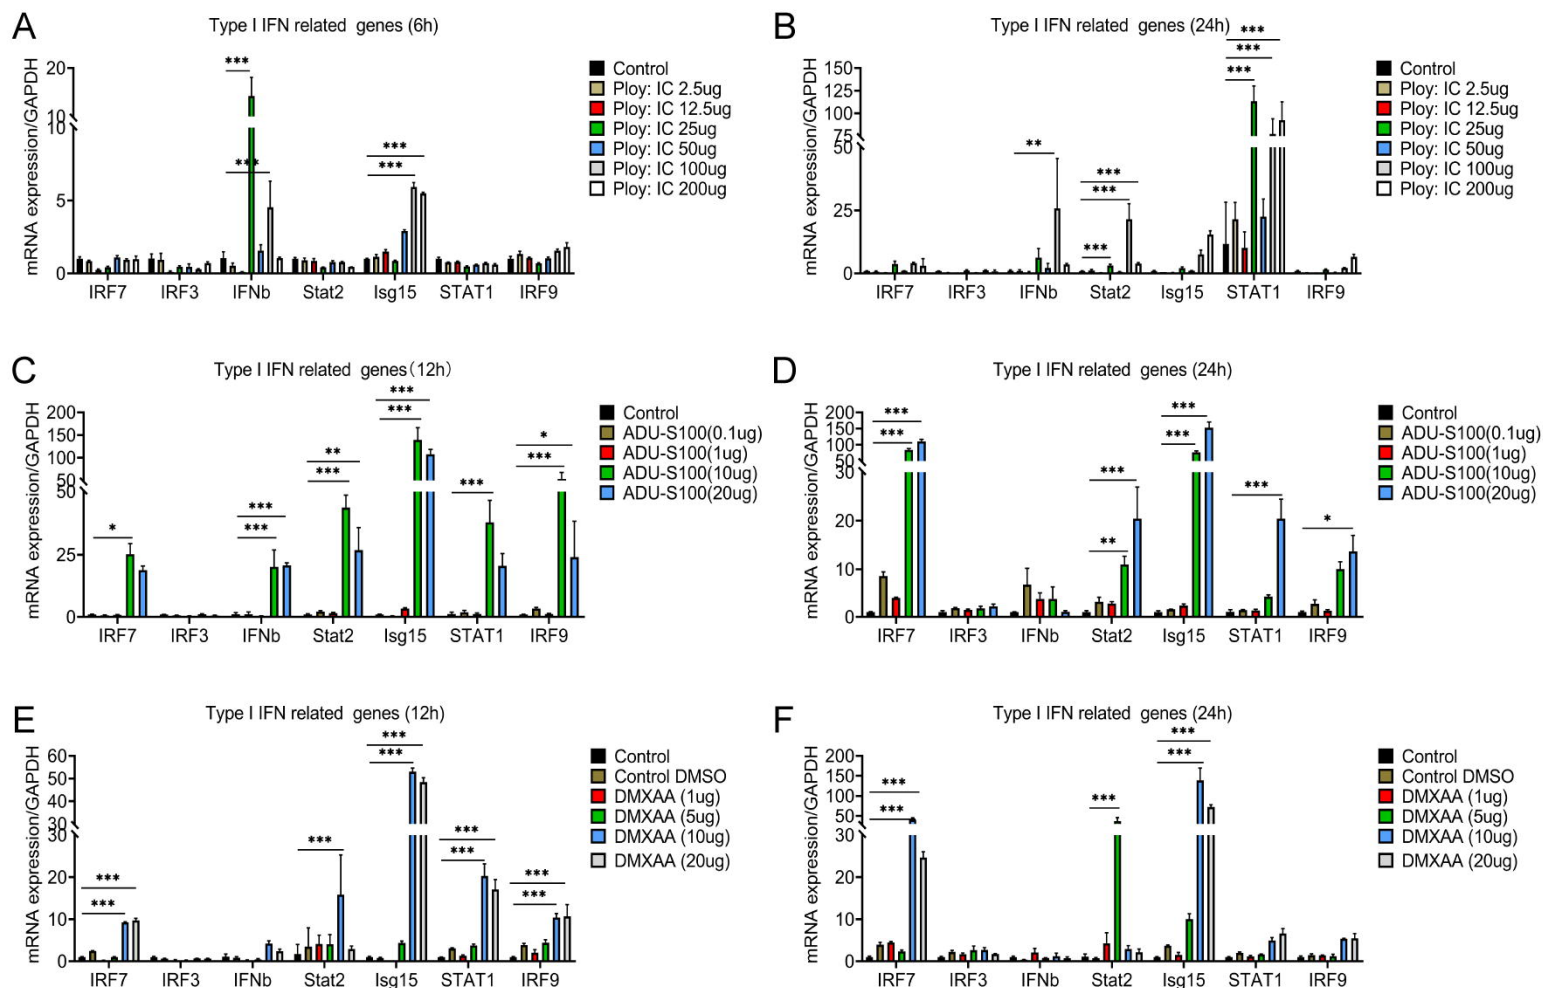 A
Type I IFN related genes (6h)
mRNA expression/GAPDH
20
10
10
5
0
***
***
***
***
IRF7 IRF3 IFNb Stat2 Isg15 STAT1 IRF9
Control
Ploy: IC 2.5ug
Ploy: IC 12.5ug
Ploy: IC 25ug
Ploy: IC 50ug
Ploy: IC 100ug
Ploy: IC 200ug
B
Type I IFN related genes (24h)
mRNA expression/GAPDH
150
125
100
75
50
25
0
**
***
***
***
***
***
***
IRF7 IRF3 IFNb Stat2 Isg15 STAT1 IRF9
Control
Ploy: IC 2.5ug
Ploy: IC 12.5ug
Ploy: IC 25ug
Ploy: IC 50ug
Ploy: IC 100ug
Ploy: IC 200ug
C
Type I IFN related genes(12h)
mRNA expression/GAPDH
200
150
100
50
50
25
0
*
***
***
**
***
***
***
***
*
***
IRF7 IRF3 IFNb Stat2 Isg15 STAT1 IRF9
Control
ADU-S100(0.1ug)
ADU-S100(1ug)
ADU-S100(10ug)
ADU-S100(20ug)
D
Type I IFN related genes (24h)
mRNA expression/GAPDH
200
150
100
50
30
20
10
0
***
***
***
**
***
***
***
*
IRF7 IRF3 IFNb Stat2 Isg15 STAT1 IRF9
Control
ADU-S100(0.1ug)
ADU-S100(1ug)
ADU-S100(10ug)
ADU-S100(20ug)
E
Type I IFN related genes (12h)
mRNA expression/GAPDH
60
50
40
30
30
20
10
0
***
***
***
***
***
***
***
***
***
IRF7 IRF3 IFNb Stat2 Isg15 STAT1 IRF9
Control
Control DMSO
DMXAA (1ug)
DMXAA (5ug)
DMXAA (10ug)
DMXAA (20ug)
F
Type I IFN related genes (24h)
mRNA expression/GAPDH
200
150
100
50
30
20
10
0
***
***
***
***
***
IRF7 IRF3 IFNb Stat2 Isg15 STAT1 IRF9
Control
Control DMSO
DMXAA (1ug)
DMXAA (5ug)
DMXAA (10ug)
DMXAA (20ug)